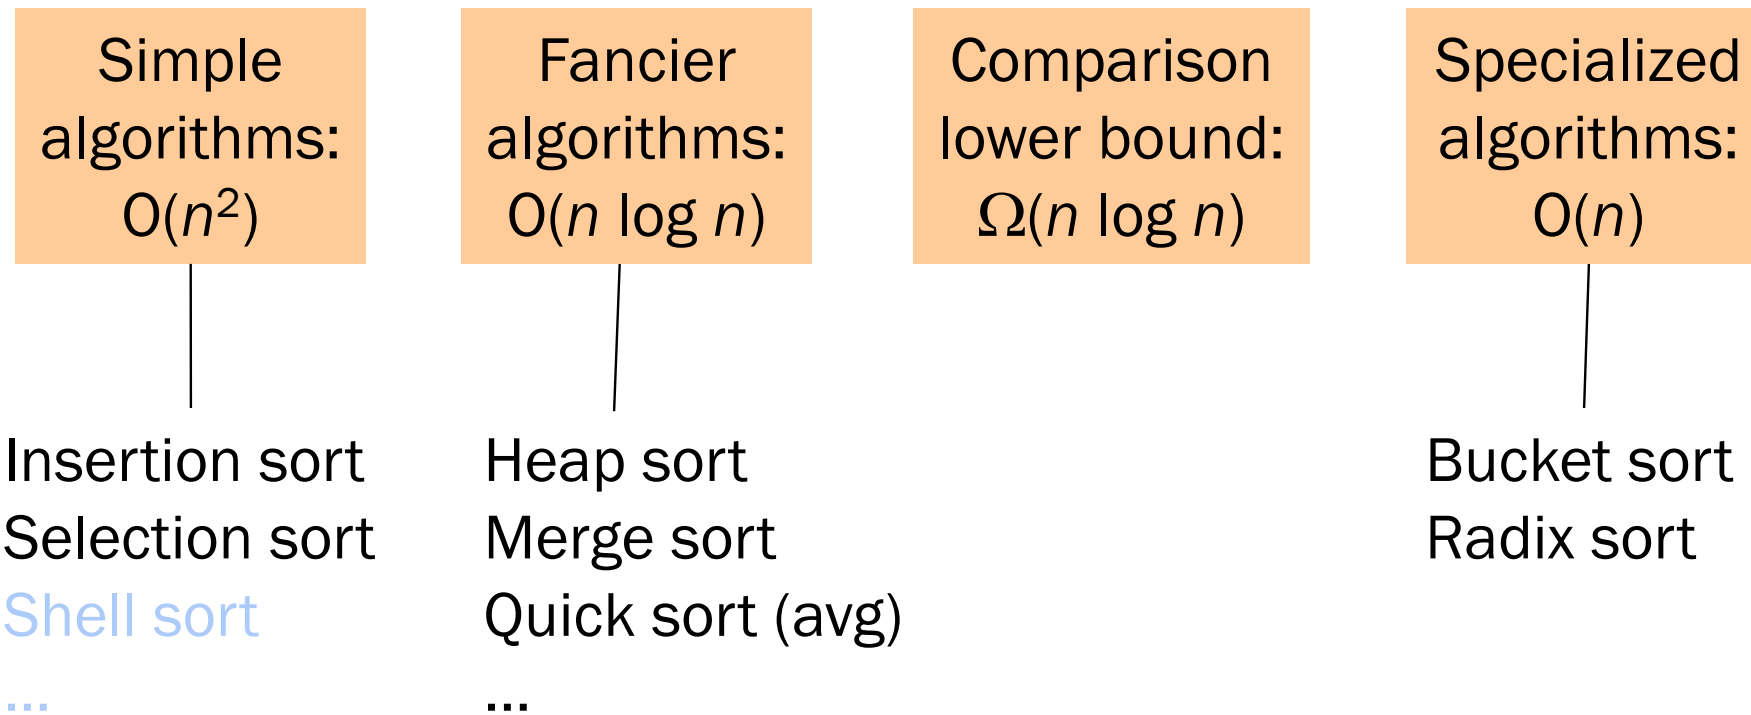 Simple
algorithms:
O(n²)
Fancier
algorithms:
O(n log n)
Comparison
lower bound:
Ω(n log n)
Specialized
algorithms:
O(n)
Insertion sort
Selection sort
Shell sort
...
Heap sort
Merge sort
Quick sort (avg)
...
Bucket sort
Radix sort